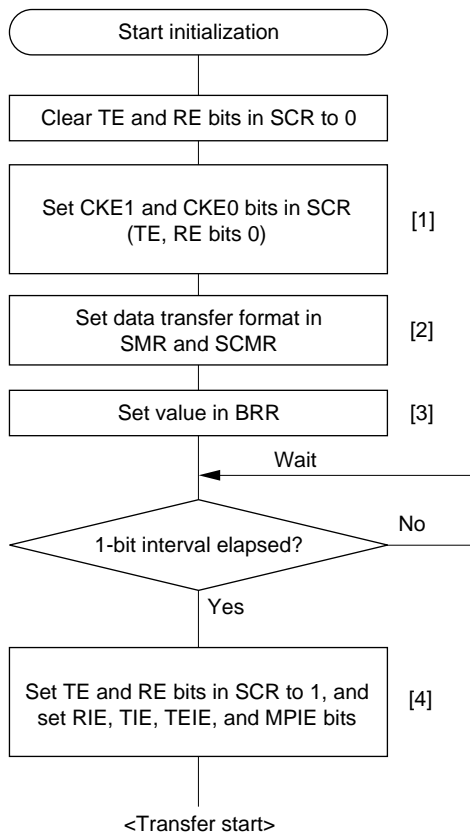 Start initialization
Clear TE and RE bits in SCR to 0
Set CKE1 and CKE0 bits in SCR
(TE, RE bits 0)
[1]
Set data transfer format in
SMR and SCMR
[2]
Set value in BRR
[3]
Wait
1-bit interval elapsed?
No
Yes
Set TE and RE bits in SCR to 1, and
set RIE, TIE, TEIE, and MPIE bits
[4]
<Transfer start>